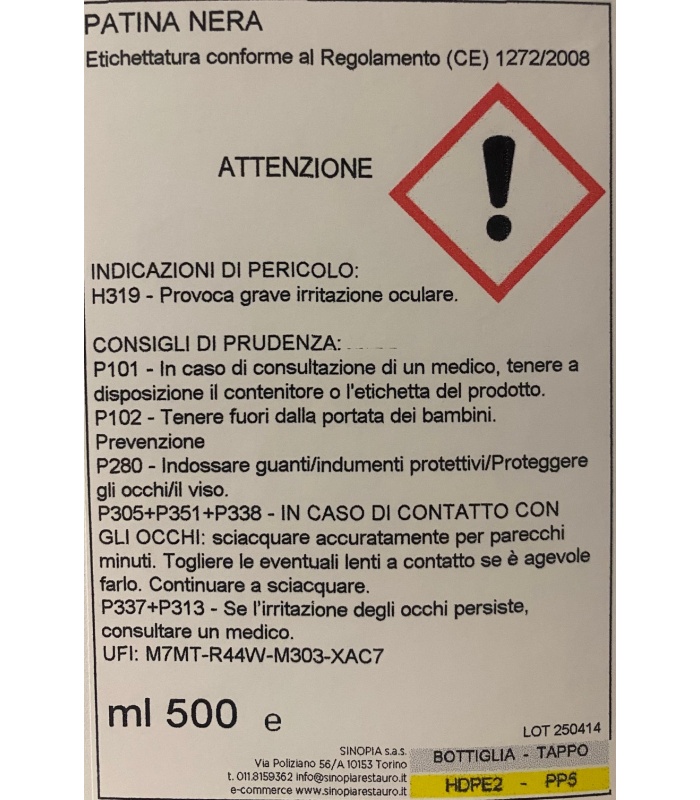 PATINA NERA
Etichettatura conforme al Regolamento (CE) 1272/2008
ATTENZIONE
INDICAZIONI DI PERICOLO:
H319 - Provoca grave irritazione oculare.
CONSIGLI DI PRUDENZA:
P101 - In caso di consultazione di un medico, tenere a
disposizione il contenitore o l'etichetta del prodotto.
P102 - Tenere fuori dalla portata dei bambini.
Prevenzione
P280 - Indossare guanti/indumenti protettivi/Proteggere
gli occhi/il viso.
P305+P351+P338 - IN CASO DI CONTATTO CON
GLI OCCHI: sciacquare accuratamente per parecchi
minuti. Togliere le eventuali lenti a contatto se è agevole
farlo. Continuare a sciacquare.
P337+P313 - Se l'irritazione degli occhi persiste,
consultare un medico.
UFI: M7MT-R44W-M303-XAC7
ml 500 e
LOT 250414
SINOPIA s.a.s.
Via Poliziano 56/A 10153 Torino
t. 011.8159362 info@sinopiarestauro.it
e-commerce www.sinopiarestauro.it
BOTTIGLIA - TAPPO
HDPE2 - PP5